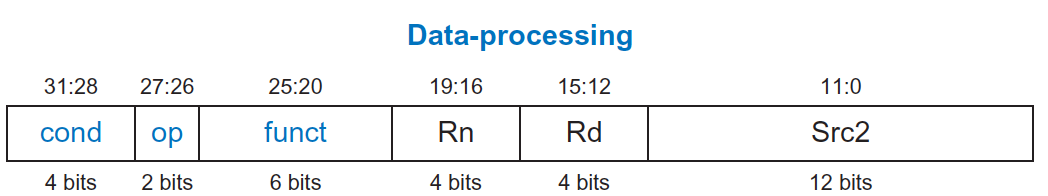 Data-processing
31:28 27:26 25:20 19:16 15:12 11:0
cond op funct Rn Rd Src2
4 bits 2 bits 6 bits 4 bits 4 bits 12 bits